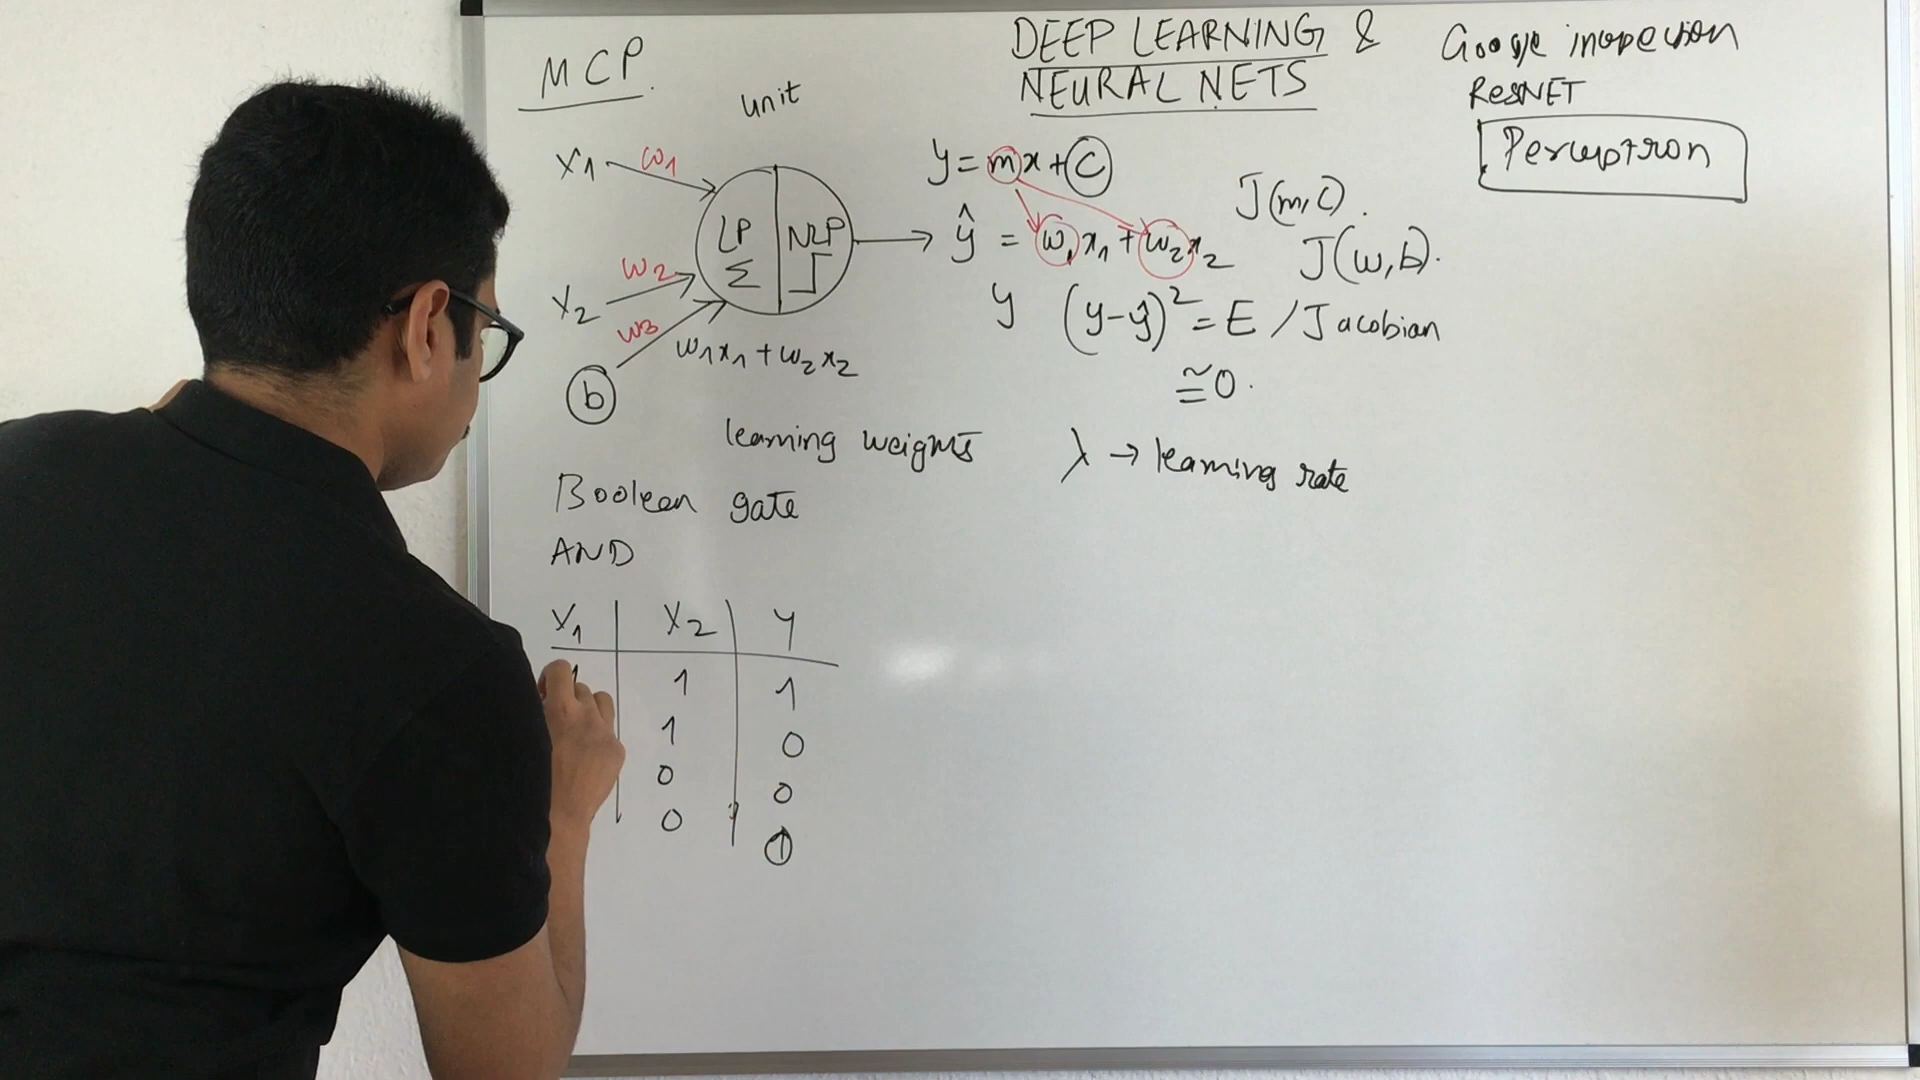 MCP.
unit
DEEP LEARNING &
NEURAL NETS
Google inspection
ResNET
Perceptron
X1 w1
X2 w2
b w3
LP Σ
NLP
w1x1 + w2x2
y = mx + c
ŷ = w1x1 + w2x2
y (y-ŷ)² = E / Jacobian
≅0.
J(m,c).
J(w,b).
learning weights
λ → learning rate
Boolean gate
AND
X1 X2 Y
1 1 1
1 0
0 0
0